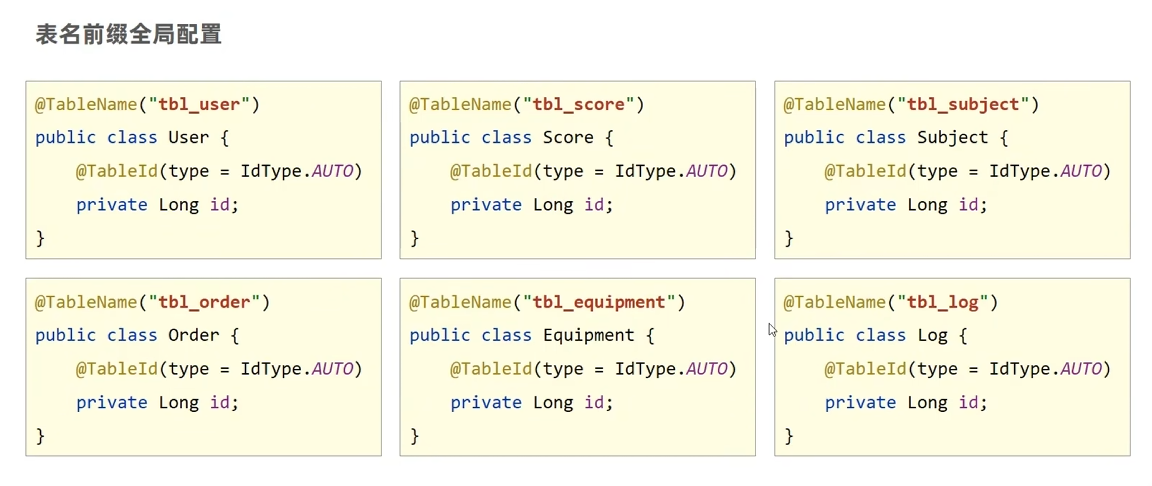 表名前缀全局配置
@TableName("tbl_user")
public class User {
    @TableId(type = IdType.AUTO)
    private Long id;
}
@TableName("tbl_score")
public class Score {
    @TableId(type = IdType.AUTO)
    private Long id;
}
@TableName("tbl_subject")
public class Subject {
    @TableId(type = IdType.AUTO)
    private Long id;
}
@TableName("tbl_order")
public class Order {
    @TableId(type = IdType.AUTO)
    private Long id;
}
@TableName("tbl_equipment")
public class Equipment {
    @TableId(type = IdType.AUTO)
    private Long id;
}
@TableName("tbl_log")
public class Log {
    @TableId(type = IdType.AUTO)
    private Long id;
}